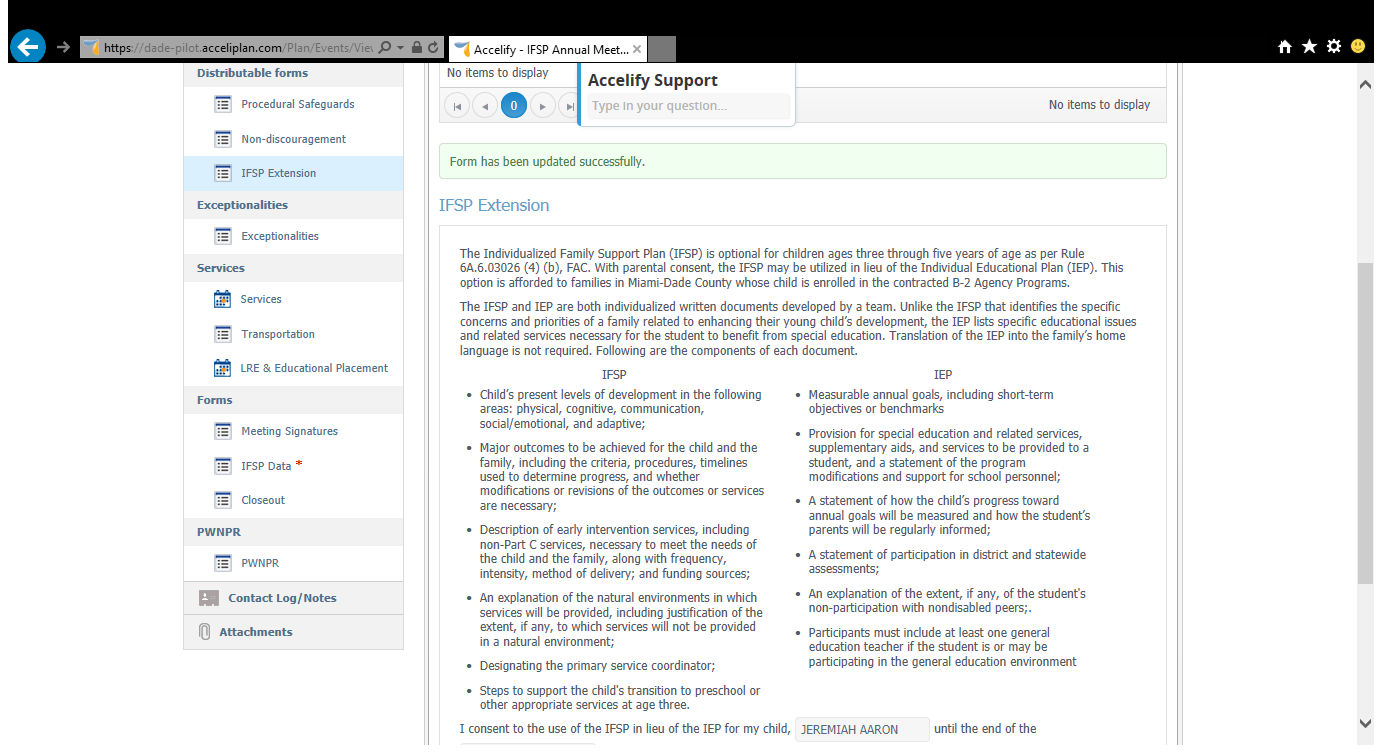 https://dade-pilot.acceliplan.com/Plan/Events/Vie
Accelify - IFSP Annual Meet...
Distributable forms
Procedural Safeguards
Non-discouragement
IFSP Extension
Exceptionalities
Exceptionalities
Services
Services
Transportation
LRE & Educational Placement
Forms
Meeting Signatures
IFSP Data *
Closeout
PWNPR
PWNPR
Contact Log/Notes
Attachments
No items to display
Accelify Support
Type in your question...
0
No items to display
Form has been updated successfully.
IFSP Extension
The Individualized Family Support Plan (IFSP) is optional for children ages three through five years of age as per Rule
6A.6.03026 (4) (b), FAC. With parental consent, the IFSP may be utilized in lieu of the Individual Educational Plan (IEP). This
option is afforded to families in Miami-Dade County whose child is enrolled in the contracted B-2 Agency Programs.
The IFSP and IEP are both individualized written documents developed by a team. Unlike the IFSP that identifies the specific
concerns and priorities of a family related to enhancing their young child's development, the IEP lists specific educational issues
and related services necessary for the student to benefit from special education. Translation of the IEP into the family's home
language is not required. Following are the components of each document.
IFSP
• Child's present levels of development in the following
areas: physical, cognitive, communication,
social/emotional, and adaptive;
• Major outcomes to be achieved for the child and the
family, including the criteria, procedures, timelines
used to determine progress, and whether
modifications or revisions of the outcomes or services
are necessary;
• Description of early intervention services, including
non-Part C services, necessary to meet the needs of
the child and the family, along with frequency,
intensity, method of delivery; and funding sources;
• An explanation of the natural environments in which
services will be provided, including justification of the
extent, if any, to which services will not be provided
in a natural environment;
• Designating the primary service coordinator;
• Steps to support the child's transition to preschool or
other appropriate services at age three.
IEP
• Measurable annual goals, including short-term
objectives or benchmarks
• Provision for special education and related services,
supplementary aids, and services to be provided to a
student, and a statement of the program
modifications and support for school personnel;
• A statement of how the child's progress toward
annual goals will be measured and how the student's
parents will be regularly informed;
• A statement of participation in district and statewide
assessments;
• An explanation of the extent, if any, of the student's
non-participation with nondisabled peers;.
• Participants must include at least one general
education teacher if the student is or may be
participating in the general education environment
I consent to the use of the IFSP in lieu of the IEP for my child, JEREMIAH AARON until the end of the